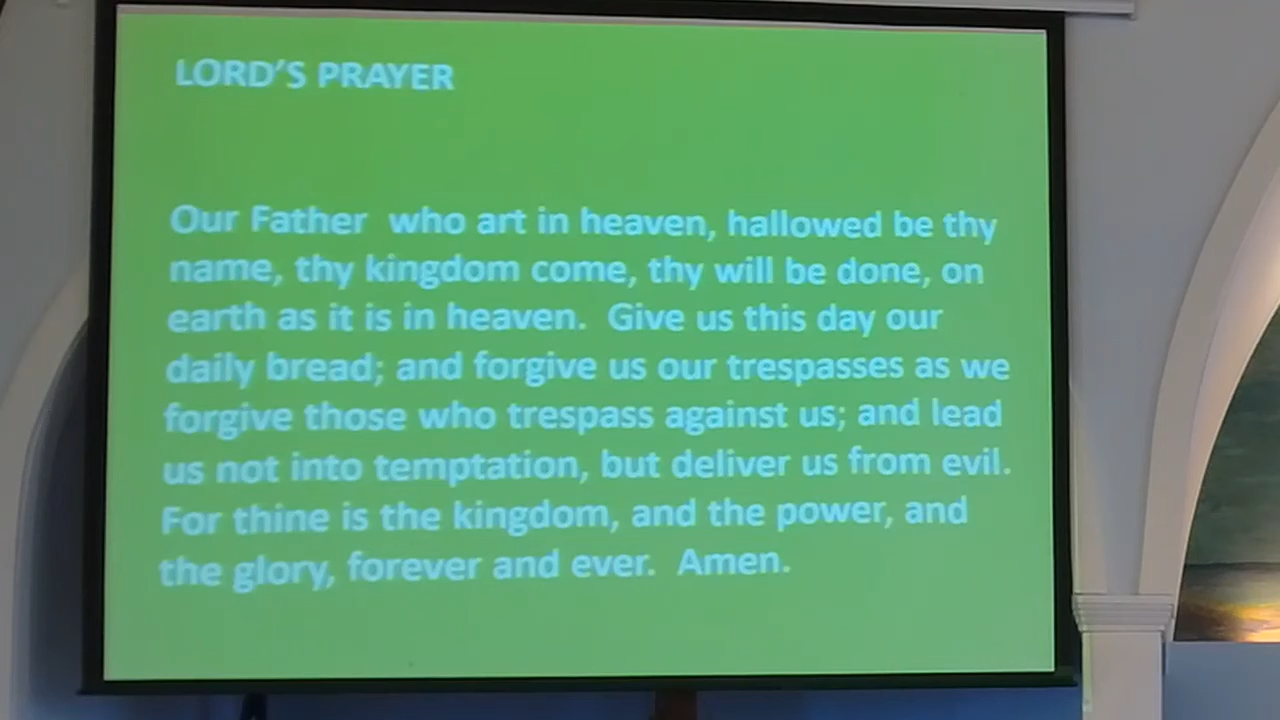 LORD'S PRAYER
Our Father who art in heaven, hallowed be thy
name, thy kingdom come, thy will be done, on
earth as it is in heaven. Give us this day our
daily bread; and forgive us our trespasses as we
forgive those who trespass against us; and lead
us not into temptation, but deliver us from evil.
For thine is the kingdom, and the power, and
the glory, forever and ever. Amen.